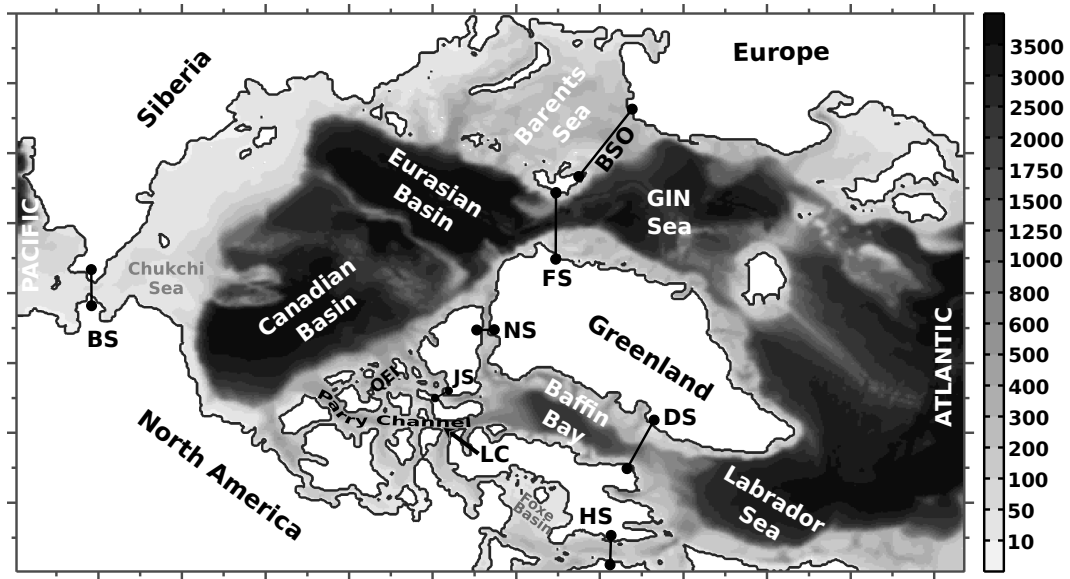 Europe
Siberia
Barents
Sea
BSO
Eurasian
Basin
GIN
Sea
PACIFIC
Chukchi
Sea
FS
Canadian
Basin
BS
NS
Greenland
ATLANTIC
JS
QEI
Parry Channel
Baffin
Bay
DS
North America
LC
Labrador
Sea
Foxe
Basin
HS
3500
3000
2500
2000
1750
1500
1250
1000
800
600
500
400
300
200
100
50
10